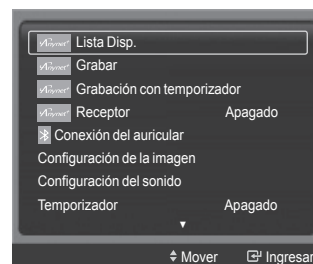 Anynet+ Lista Disp.
Anynet+ Grabar
Anynet+ Grabación con temporizador
Anynet+ Receptor Apagado
Conexión del auricular
Configuración de la imagen
Configuración del sonido
Temporizador Apagado
Mover Ingresar